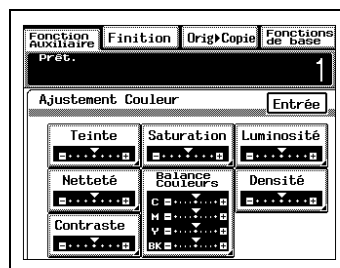 Fonction Auxiliaire
Finition
Orig▸Copie
Fonctions de base
Prêt.
1
Ajustement Couleur
Entrée
Teinte
Saturation
Luminosité
Netteté
Balance Couleurs
Densité
C
M
Y
BK
Contraste